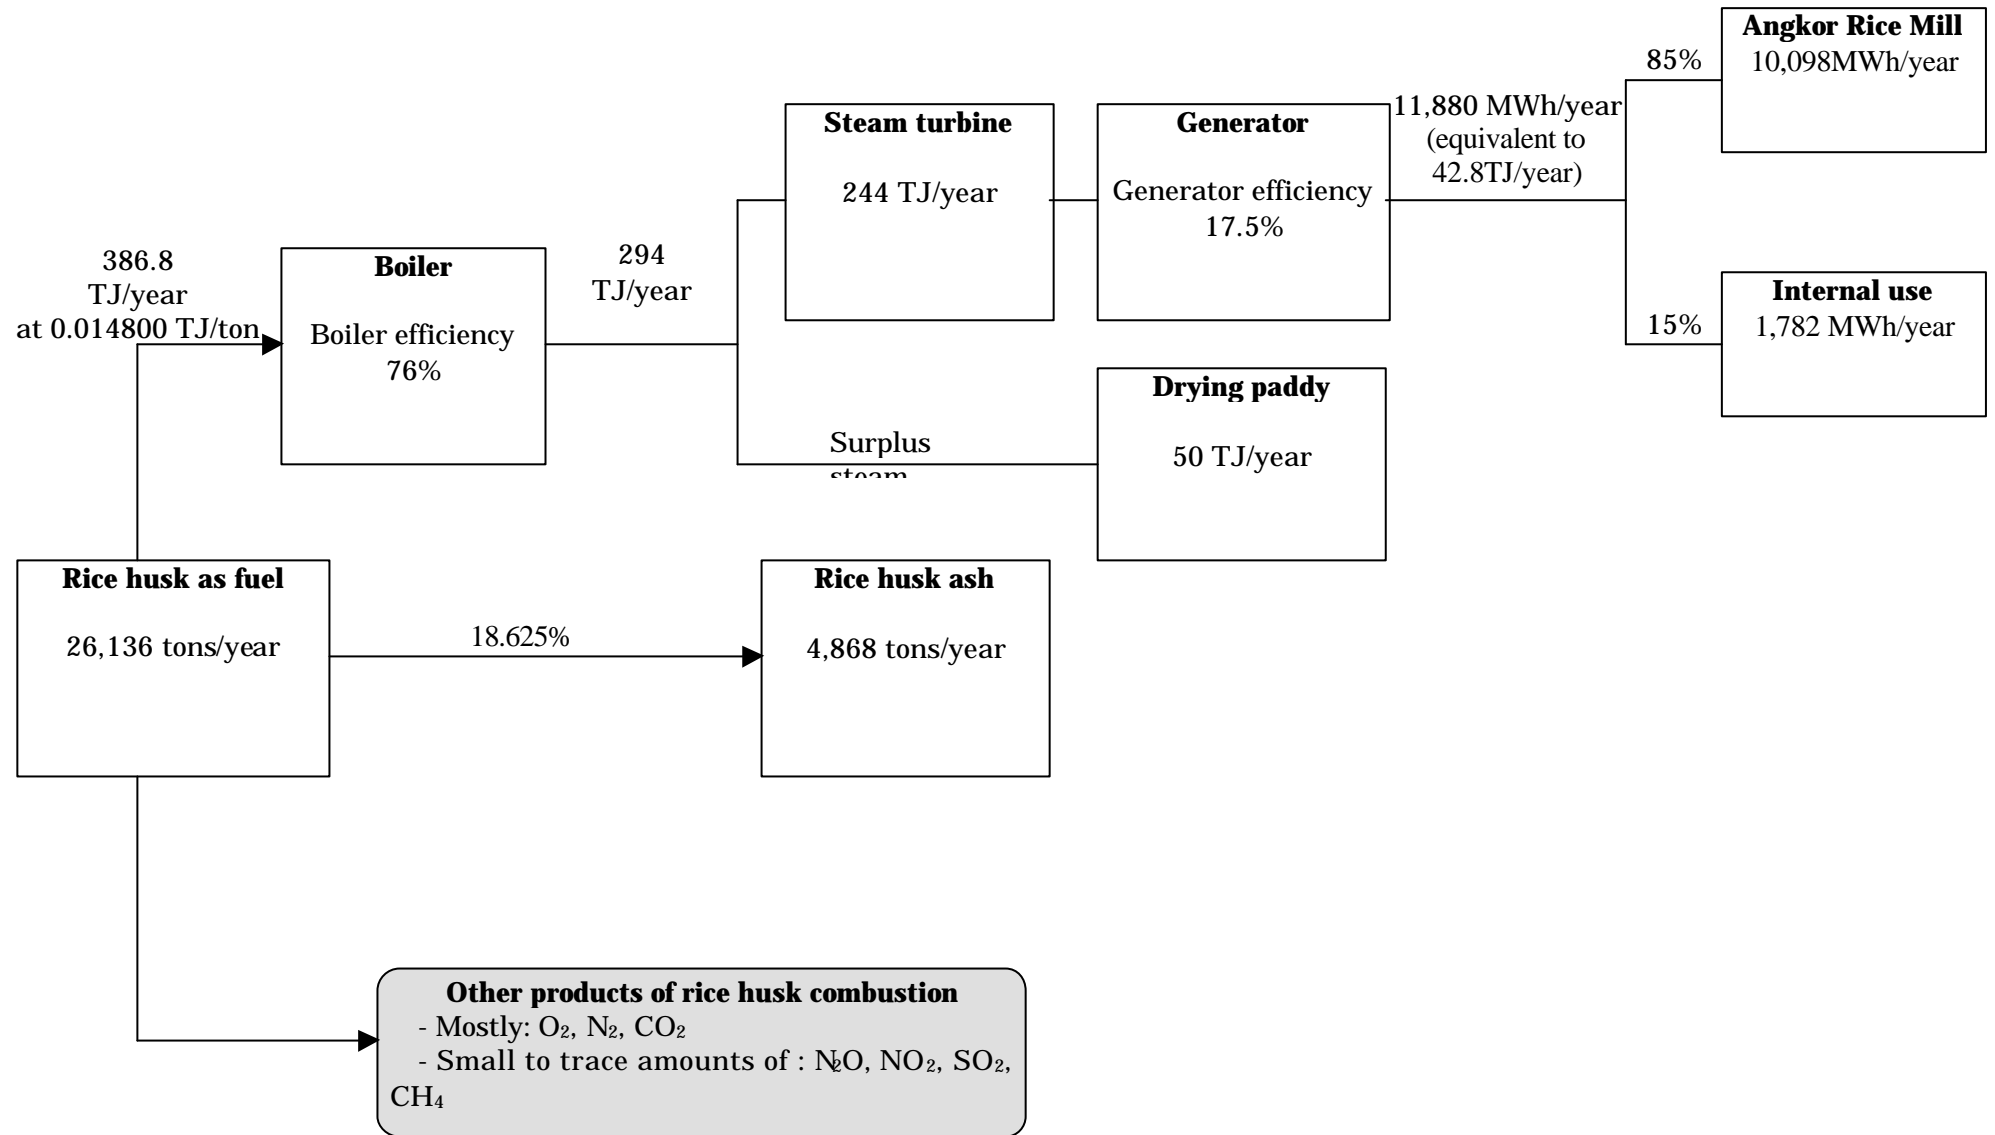 Angkor Rice Mill
10,098MWh/year
85%
11,880 MWh/year
(equivalent to
42.8TJ/year)
Steam turbine
244 TJ/year
Generator
Generator efficiency
17.5%
386.8
TJ/year
at 0.014800 TJ/ton
Boiler
Boiler efficiency
76%
294
TJ/year
15%
Internal use
1,782 MWh/year
Drying paddy
50 TJ/year
Surplus
steam
Rice husk as fuel
26,136 tons/year
18.625%
Rice husk ash
4,868 tons/year
Other products of rice husk combustion
- Mostly: O₂, N₂, CO₂
- Small to trace amounts of : N₂O, NO₂, SO₂,
CH₄